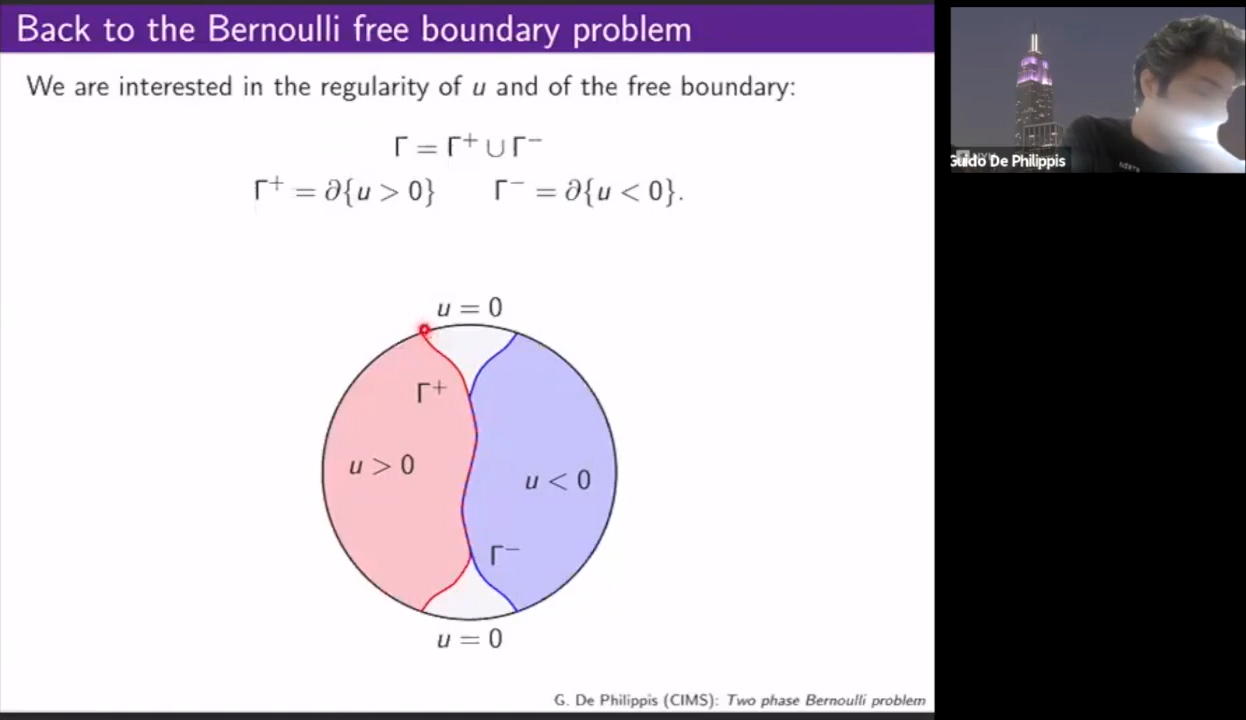 Back to the Bernoulli free boundary problem
We are interested in the regularity of u and of the free boundary:
Γ = Γ⁺ ∪ Γ⁻
Γ⁺ = ∂{u > 0} Γ⁻ = ∂{u < 0}.
u = 0
Γ⁺
u > 0
u < 0
Γ⁻
u = 0
G. De Philippis (CIMS): Two phase Bernoulli problem
Guido De Philippis